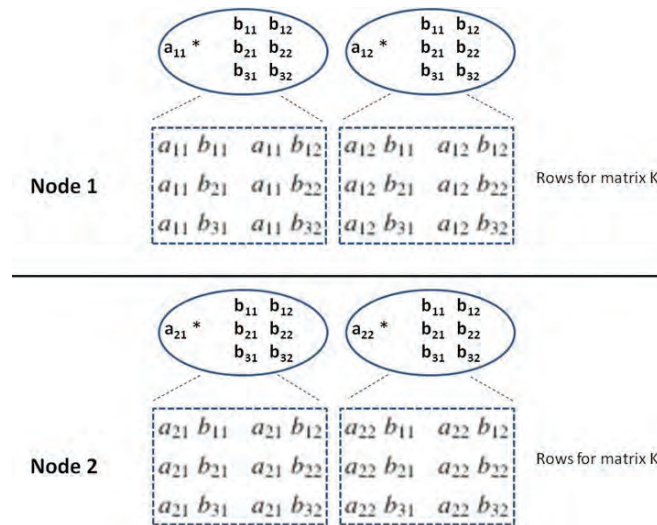 b₁₁ b₁₂ b₁₁ b₁₂
a₁₁ * b₂₁ b₂₂ a₁₂ * b₂₁ b₂₂
b₃₁ b₃₂ b₃₁ b₃₂
a₁₁ b₁₁ a₁₁ b₁₂ a₁₂ b₁₁ a₁₂ b₁₂
Node 1 a₁₁ b₂₁ a₁₁ b₂₂ a₁₂ b₂₁ a₁₂ b₂₂ Rows for matrix K
a₁₁ b₃₁ a₁₁ b₃₂ a₁₂ b₃₁ a₁₂ b₃₂
b₁₁ b₁₂ b₁₁ b₁₂
a₂₁ * b₂₁ b₂₂ a₂₂ * b₂₁ b₂₂
b₃₁ b₃₂ b₃₁ b₃₂
a₂₁ b₁₁ a₂₁ b₁₂ a₂₂ b₁₁ a₂₂ b₁₂
Node 2 a₂₁ b₂₁ a₂₁ b₂₂ a₂₂ b₂₁ a₂₂ b₂₂ Rows for matrix K
a₂₁ b₃₁ a₂₁ b₃₂ a₂₂ b₃₁ a₂₂ b₃₂